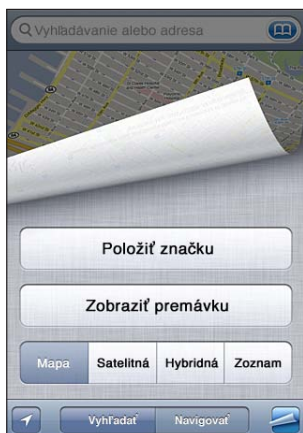 Vyhľadávanie alebo adresa
Položiť značku
Zobraziť premávku
Mapa Satelitná Hybridná Zoznam
Vyhľadať Navigovať